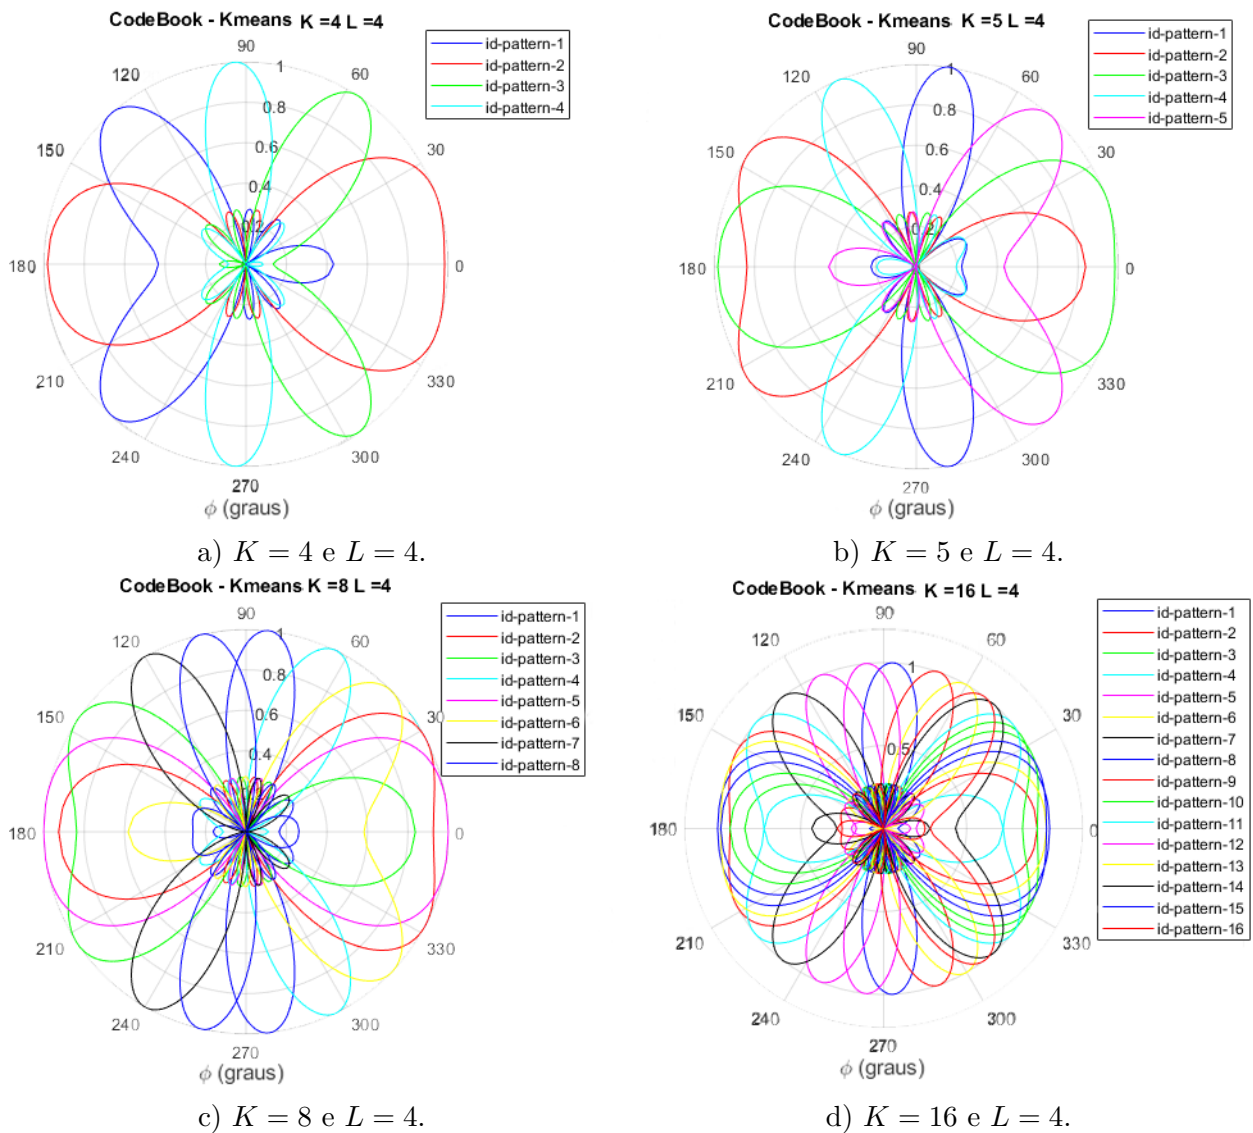 CodeBook - Kmeans K =4 L =4
90
120
60
150
30
180
0
210
330
240
300
270
1
0.8
0.6
0.4
0.2
ϕ (graus)
id-pattern-1
id-pattern-2
id-pattern-3
id-pattern-4
a) K = 4 e L = 4.
CodeBook - Kmeans K =5 L =4
90
120
60
150
30
180
0
210
330
240
300
270
1
0.8
0.6
0.4
0.2
ϕ (graus)
id-pattern-1
id-pattern-2
id-pattern-3
id-pattern-4
id-pattern-5
b) K = 5 e L = 4.
CodeBook - Kmeans K =8 L =4
90
120
60
150
30
180
0
210
330
240
300
270
1
0.8
0.6
0.4
ϕ (graus)
id-pattern-1
id-pattern-2
id-pattern-3
id-pattern-4
id-pattern-5
id-pattern-6
id-pattern-7
id-pattern-8
c) K = 8 e L = 4.
CodeBook - Kmeans K =16 L =4
90
120
60
150
30
180
0
210
330
240
300
270
1
0.5
ϕ (graus)
id-pattern-1
id-pattern-2
id-pattern-3
id-pattern-4
id-pattern-5
id-pattern-6
id-pattern-7
id-pattern-8
id-pattern-9
id-pattern-10
id-pattern-11
id-pattern-12
id-pattern-13
id-pattern-14
id-pattern-15
id-pattern-16
d) K = 16 e L = 4.